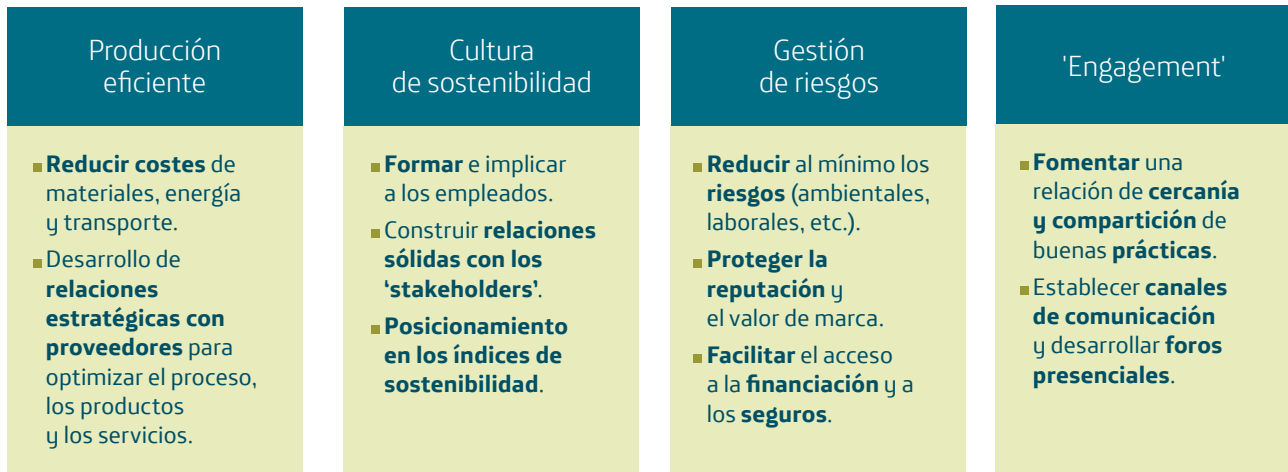 Producción
eficiente
Reducir costes de
materiales, energía
y transporte.
Desarrollo de
relaciones
estratégicas con
proveedores para
optimizar el proceso,
los productos
y los servicios.
Cultura
de sostenibilidad
Formar e implicar
a los empleados.
Construir relaciones
sólidas con los
‘stakeholders’.
Posicionamiento
en los índices de
sostenibilidad.
Gestión
de riesgos
Reducir al mínimo los
riesgos (ambientales,
laborales, etc.).
Proteger la
reputación y
el valor de marca.
Facilitar el acceso
a la financiación y a
los seguros.
'Engagement'
Fomentar una
relación de cercanía
y compartición de
buenas prácticas.
Establecer canales
de comunicación
y desarrollar foros
presenciales.